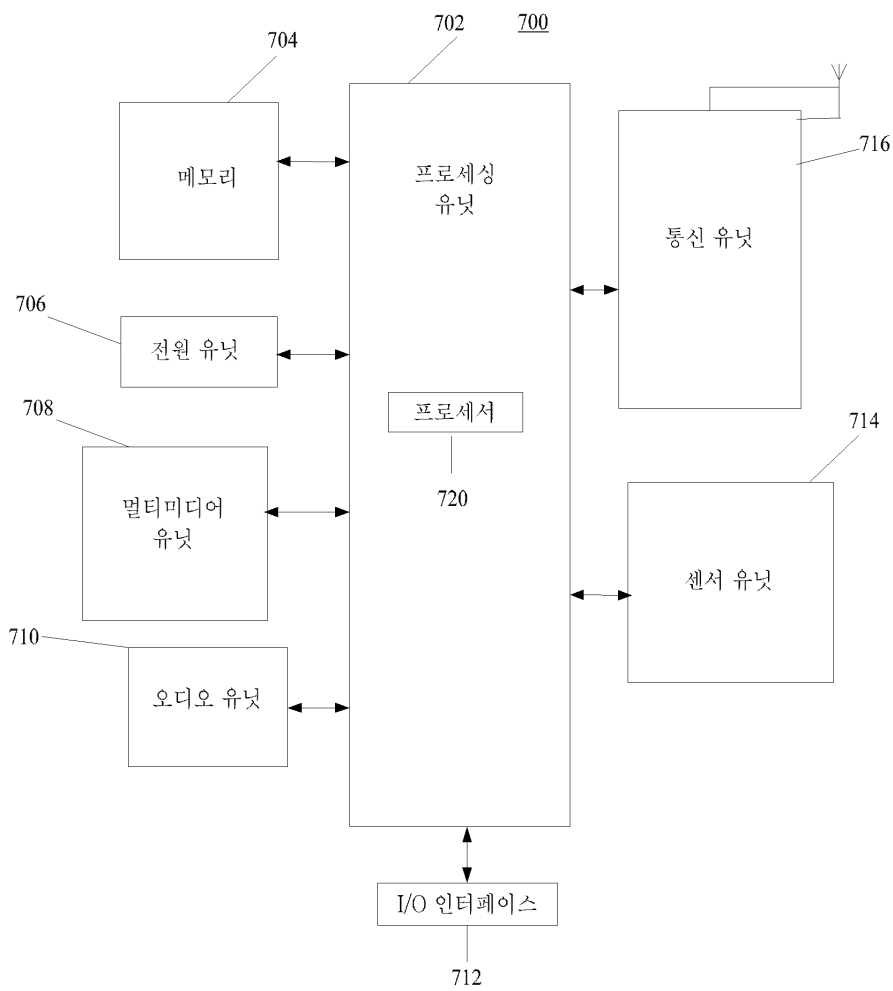 702
700
704
716
메모리
프로세싱
유닛
통신 유닛
706
전원 유닛
프로세서
708
714
720
멀티미디어
유닛
센서 유닛
710
오디오 유닛
I/O 인터페이스
712